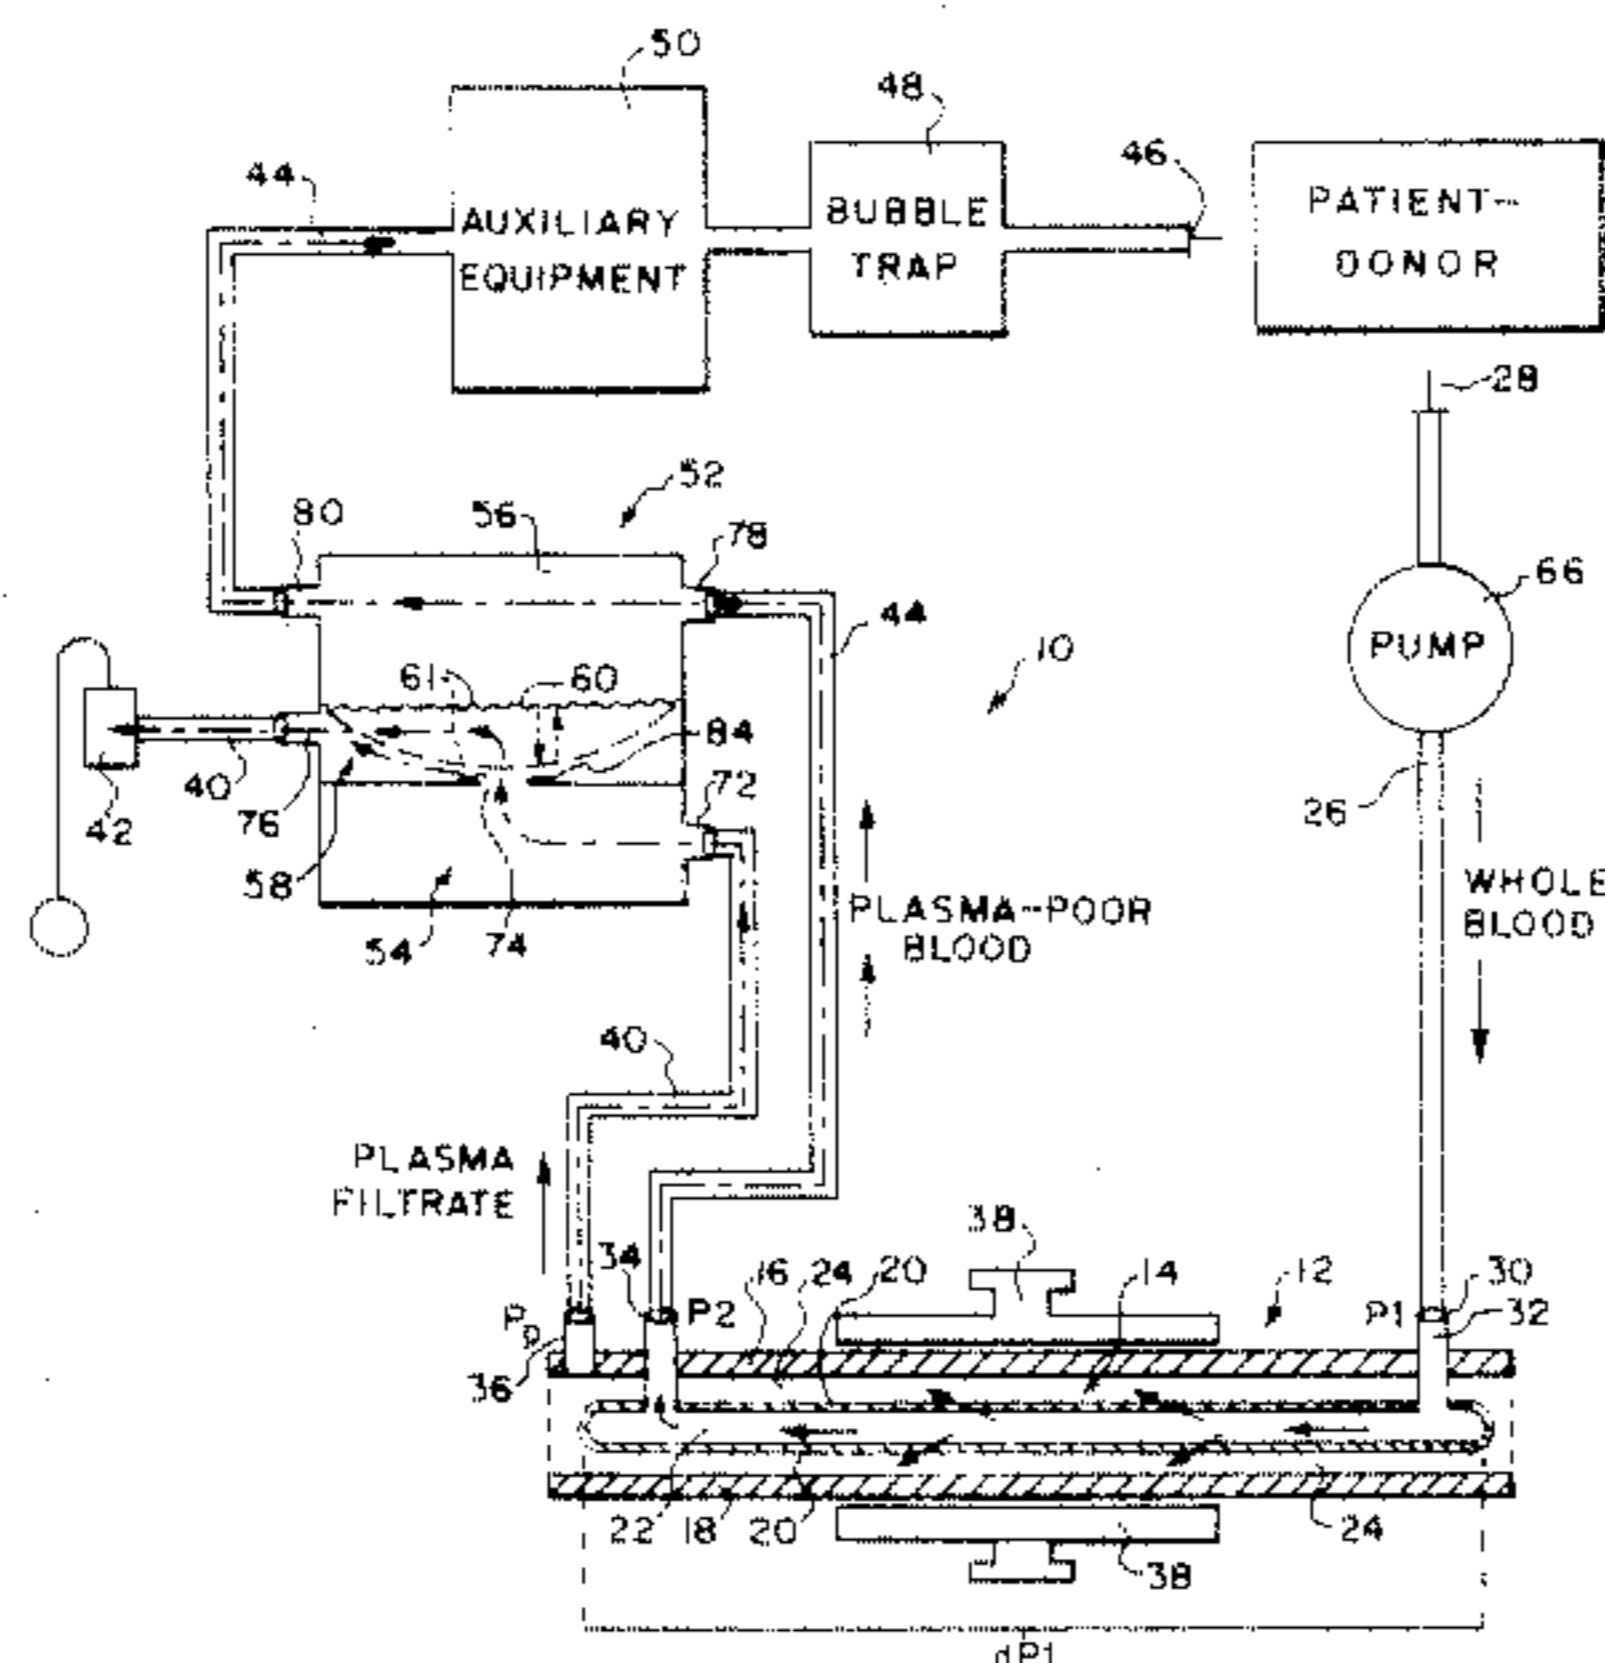 50
48
46
44
AUXILIARY
EQUIPMENT
BUBBLE
TRAP
PATIENT-
DONOR
28
52
80
56
78
66
44
PUMP
10
61
60
84
40
72
26
76
42
58
WHOLE
BLOOD
PLASMA-POOR
BLOOD
54
74
40
PLASMA
FILTRATE
38
34
16
24
20
14
12
30
P2
P1
32
Pp
36
22
18
20
24
38
dP1